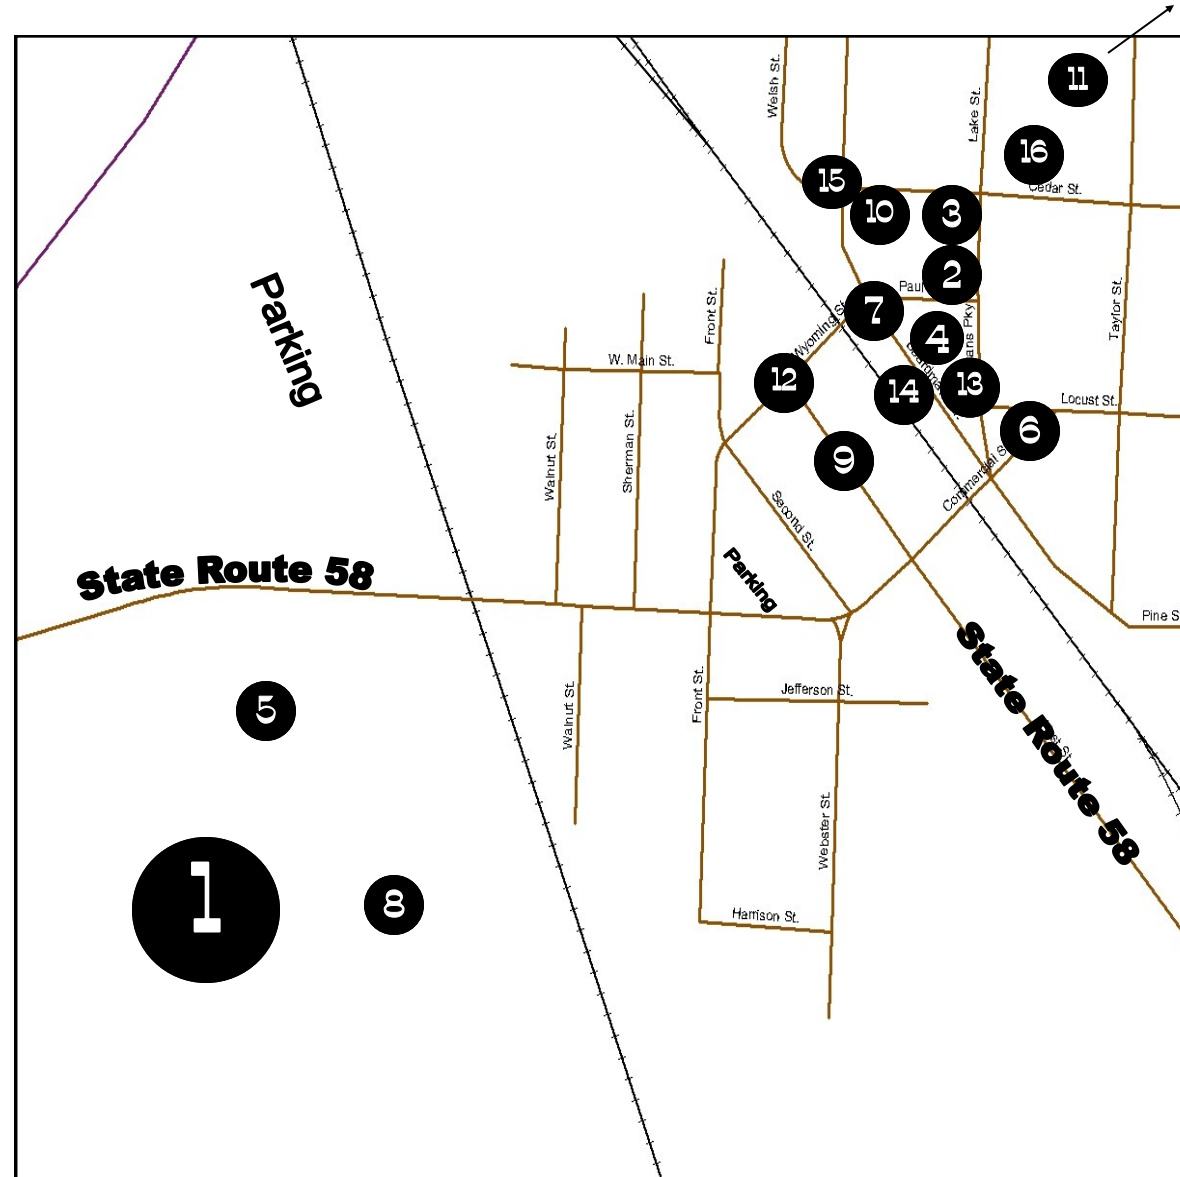 11
Welsh St.
Lake St.
16
15
Cedar St.
10
3
2
Parking
Front St.
7
Wyoming St.
4
Taylor St.
W. Main St.
12
14
13
Locust St.
6
Walnut St.
Sherman St.
9
Commercial St.
Second St.
Parking
State Route 58
Pine S
5
Walnut St.
Front St.
Jefferson St.
State Route 58
Webster St.
1
8
Harrison St.